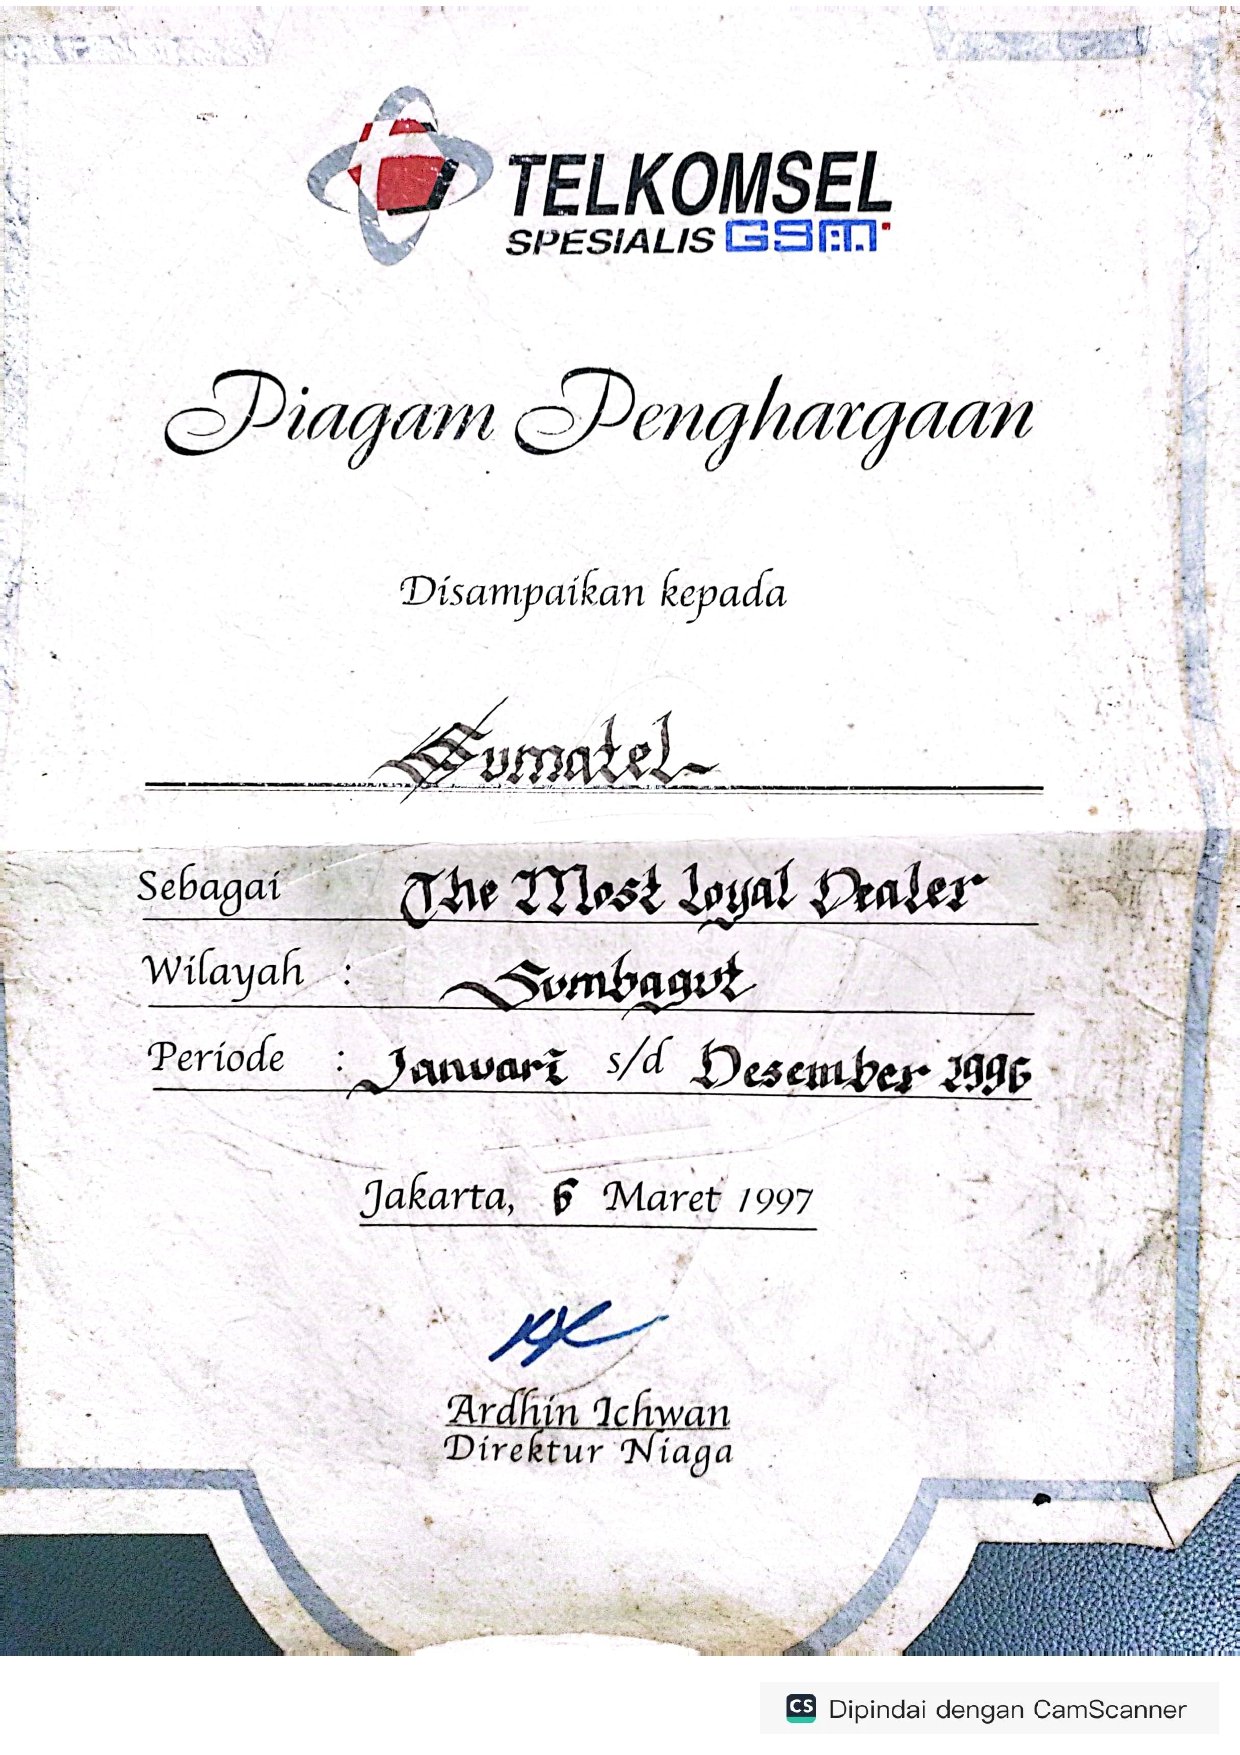 TELKOMSEL
SPESIALIS GSM
Piagam Penghargaan
Disampaikan kepada
Sumatel
Sebagai The Most Loyal Dealer
Wilayah : Sumbagut
Periode : Januari s/d Desember 1996
Jakarta, 6 Maret 1997
Ardhin Ichwan
Direktur Niaga
CS Dipindai dengan CamScanner